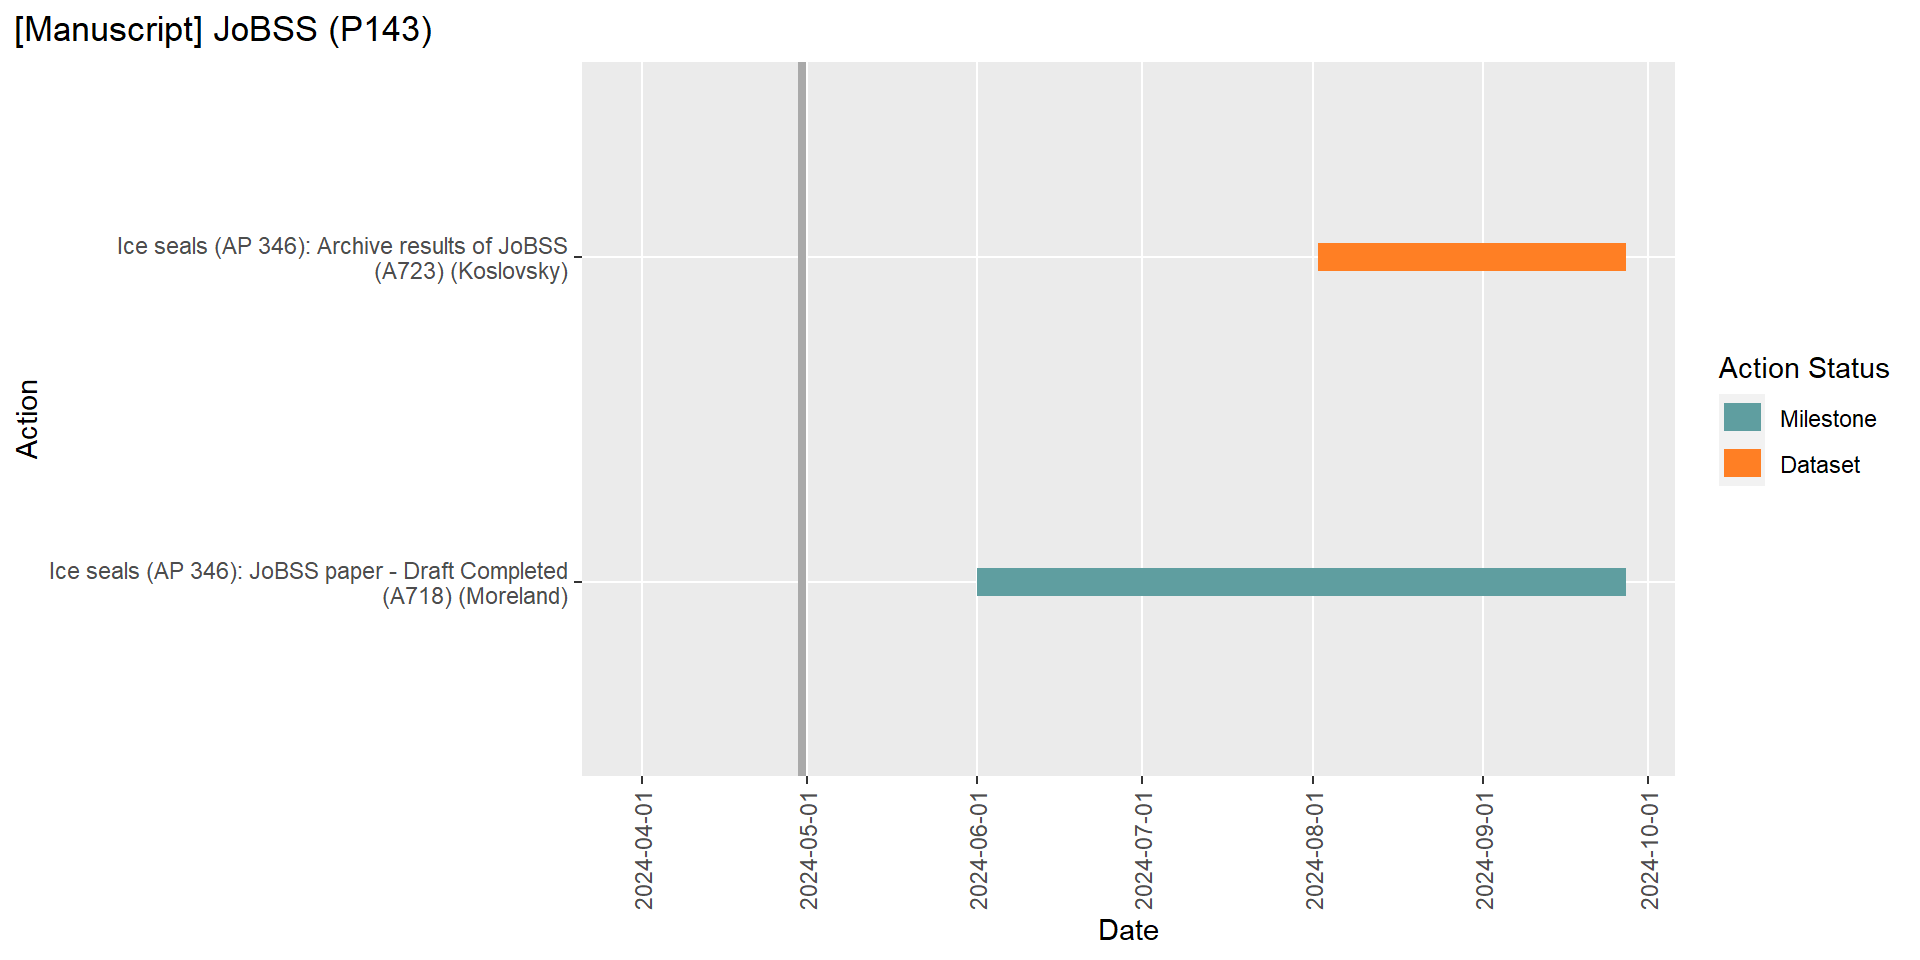 [Manuscript] JoBSS (P143)
Ice seals (AP 346): Archive results of JoBSS
(A723) (Koslovsky)
Ice seals (AP 346): JoBSS paper - Draft Completed
(A718) (Moreland)
Action
2024-04-01
2024-05-01
2024-06-01
2024-07-01
2024-08-01
2024-09-01
2024-10-01
Date
Action Status
Milestone
Dataset